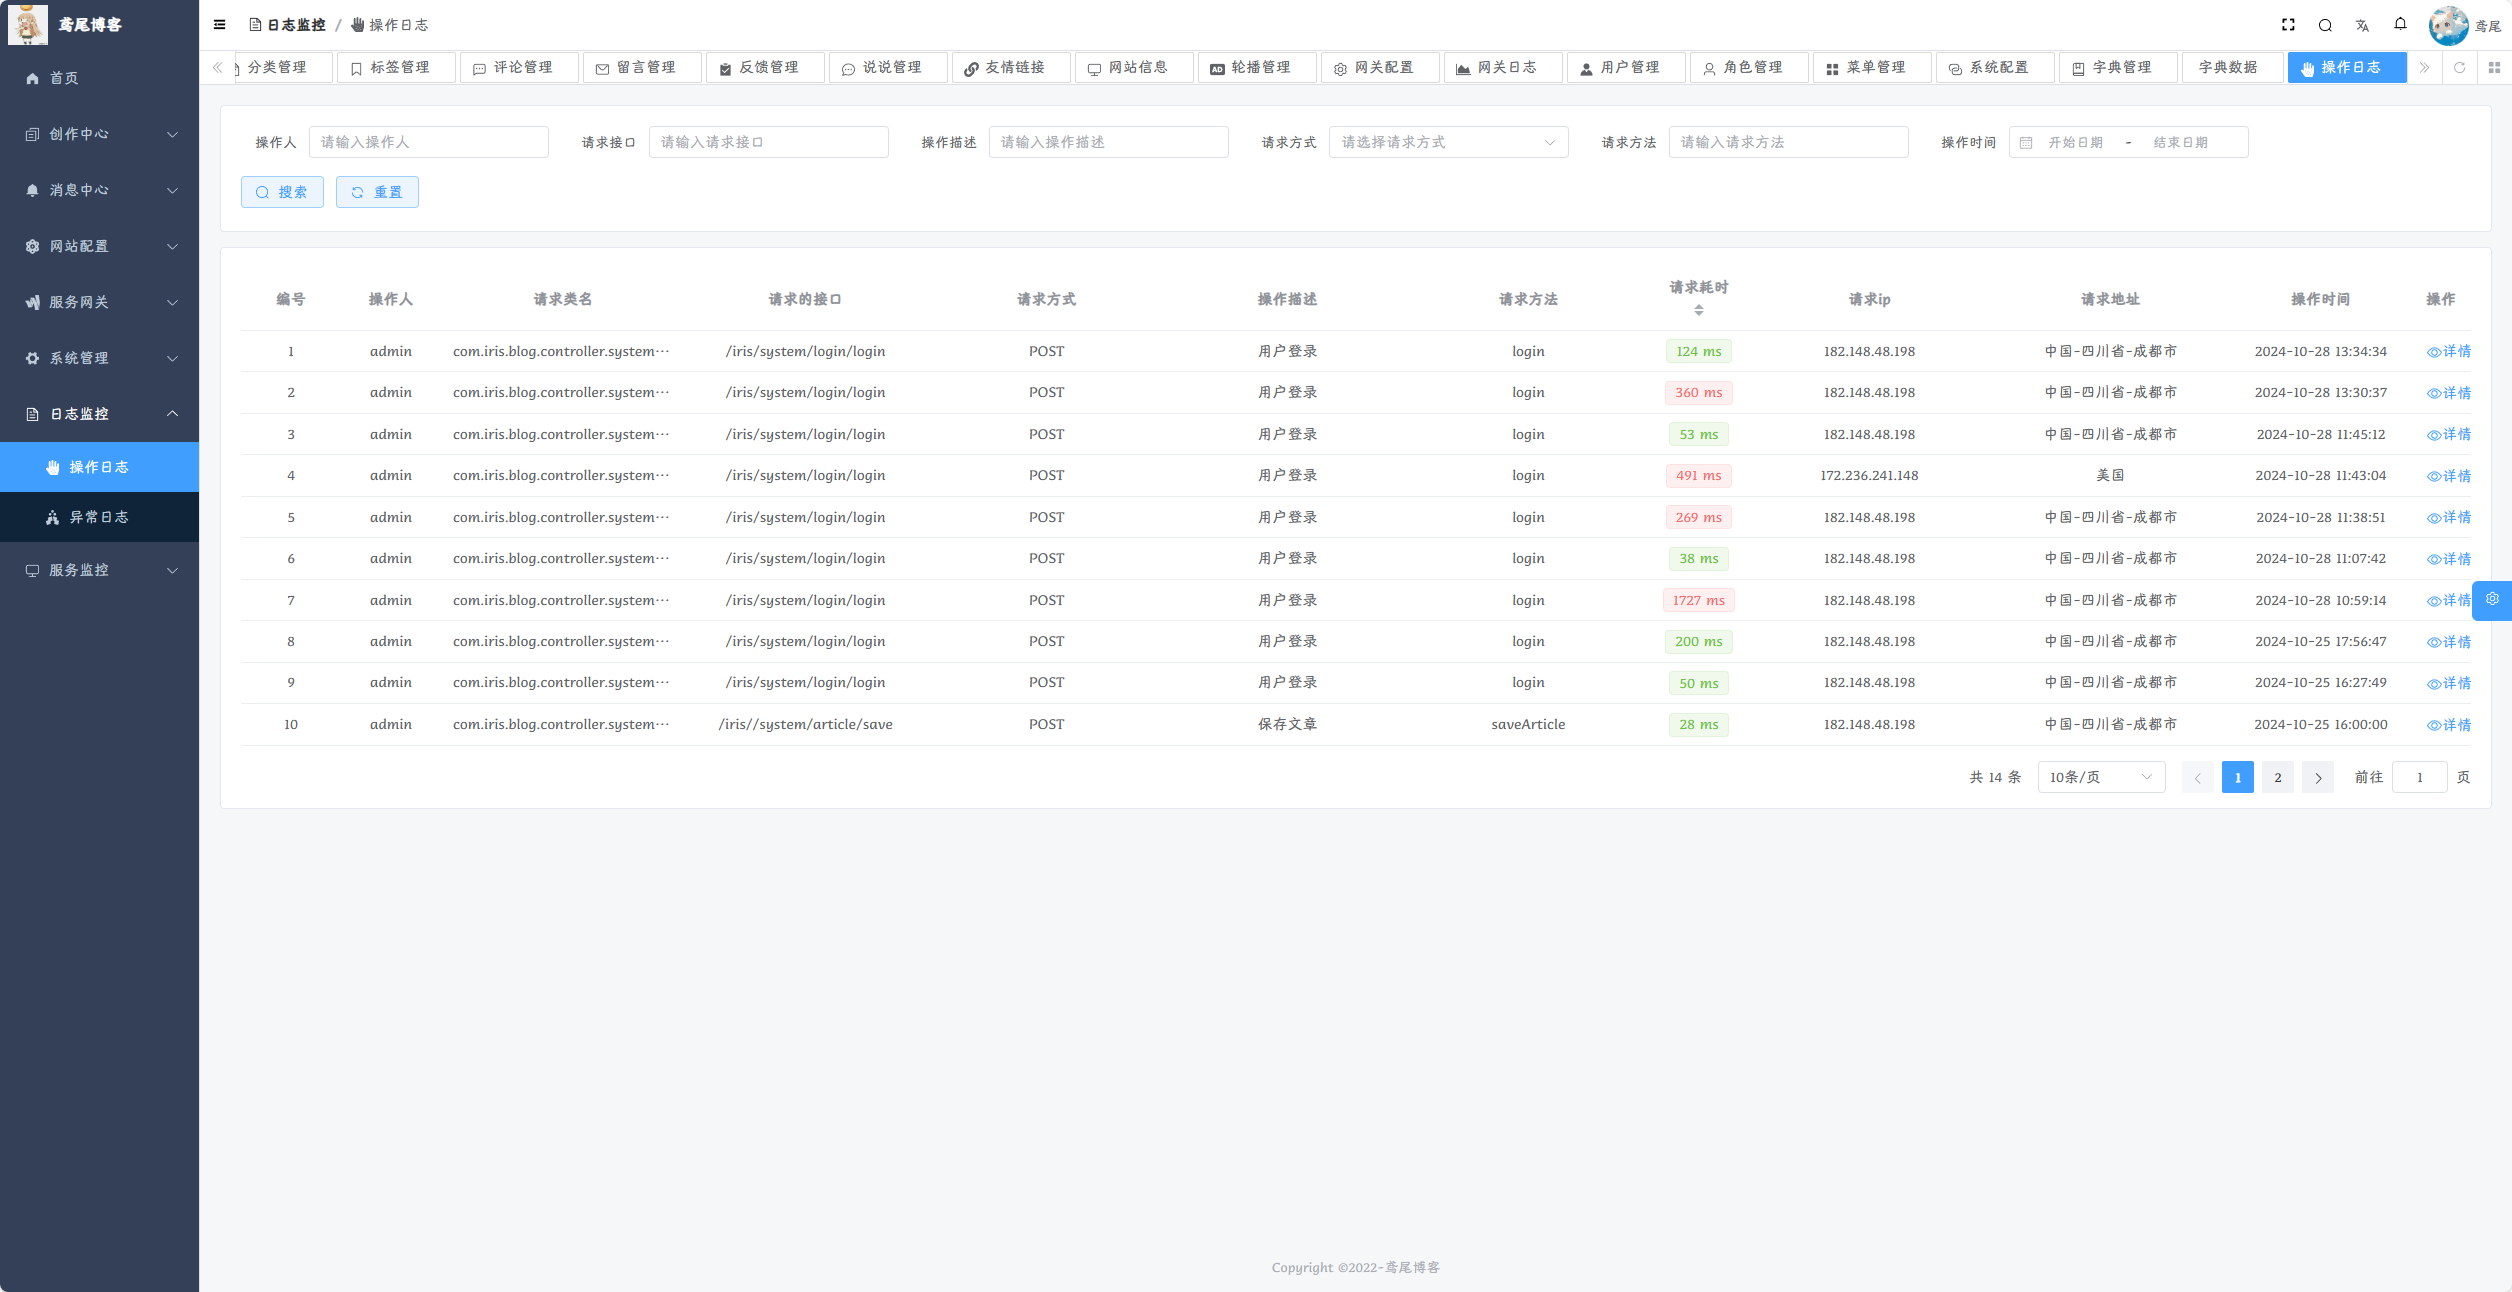 鸢尾博客
首页
创作中心
消息中心
网站配置
服务网关
系统管理
日志监控
操作日志
异常日志
服务监控
日志监控 / 操作日志
鸢尾
分类管理 标签管理 评论管理 留言管理 反馈管理 说说管理 友情链接 网站信息 AD 轮播管理 网关配置 网关日志 用户管理 角色管理 菜单管理 系统配置 字典管理 字典数据 操作日志
操作人 请输入操作人 请求接口 请输入请求接口 操作描述 请输入操作描述 请求方式 请选择请求方式 请求方法 请输入请求方法 操作时间 开始日期 - 结束日期
搜索 重置
编号 操作人 请求类名 请求的接口 请求方式 操作描述 请求方法 请求耗时 请求ip 请求地址 操作时间 操作
1 admin com.iris.blog.controller.system··· /iris/system/login/login POST 用户登录 login 124 ms 182.148.48.198 中国-四川省-成都市 2024-10-28 13:34:34 详情
2 admin com.iris.blog.controller.system··· /iris/system/login/login POST 用户登录 login 360 ms 182.148.48.198 中国-四川省-成都市 2024-10-28 13:30:37 详情
3 admin com.iris.blog.controller.system··· /iris/system/login/login POST 用户登录 login 53 ms 182.148.48.198 中国-四川省-成都市 2024-10-28 11:45:12 详情
4 admin com.iris.blog.controller.system··· /iris/system/login/login POST 用户登录 login 491 ms 172.236.241.148 美国 2024-10-28 11:43:04 详情
5 admin com.iris.blog.controller.system··· /iris/system/login/login POST 用户登录 login 269 ms 182.148.48.198 中国-四川省-成都市 2024-10-28 11:38:51 详情
6 admin com.iris.blog.controller.system··· /iris/system/login/login POST 用户登录 login 38 ms 182.148.48.198 中国-四川省-成都市 2024-10-28 11:07:42 详情
7 admin com.iris.blog.controller.system··· /iris/system/login/login POST 用户登录 login 1727 ms 182.148.48.198 中国-四川省-成都市 2024-10-28 10:59:14 详情
8 admin com.iris.blog.controller.system··· /iris/system/login/login POST 用户登录 login 200 ms 182.148.48.198 中国-四川省-成都市 2024-10-25 17:56:47 详情
9 admin com.iris.blog.controller.system··· /iris/system/login/login POST 用户登录 login 50 ms 182.148.48.198 中国-四川省-成都市 2024-10-25 16:27:49 详情
10 admin com.iris.blog.controller.system··· /iris//system/article/save POST 保存文章 saveArticle 28 ms 182.148.48.198 中国-四川省-成都市 2024-10-25 16:00:00 详情
共 14 条 10条/页 1 2 前往 1 页
Copyright ©2022-鸢尾博客